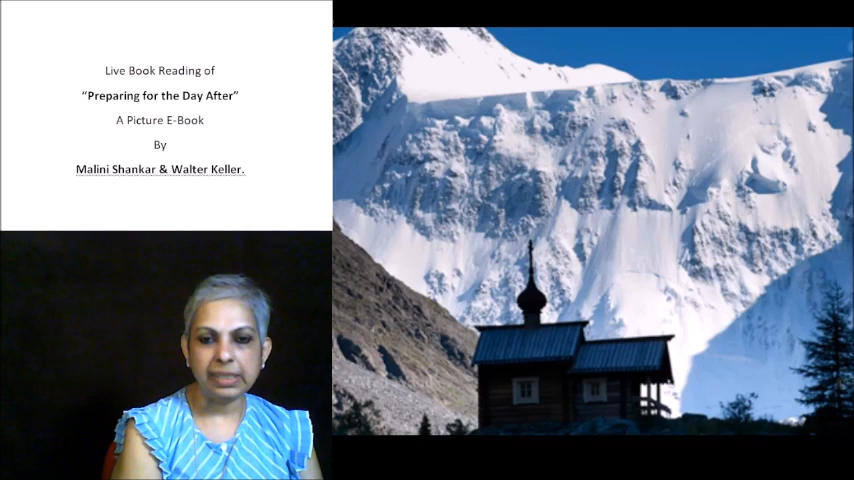 Live Book Reading of
“Preparing for the Day After”
A Picture E-Book
By
Malini Shankar & Walter Keller.